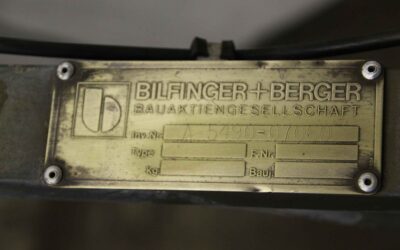 BILFINGER+BERGER
BAUAKTIENGESELLSCHAFT
Inv.Nr.
Type F.Nr.
kg Bauj.